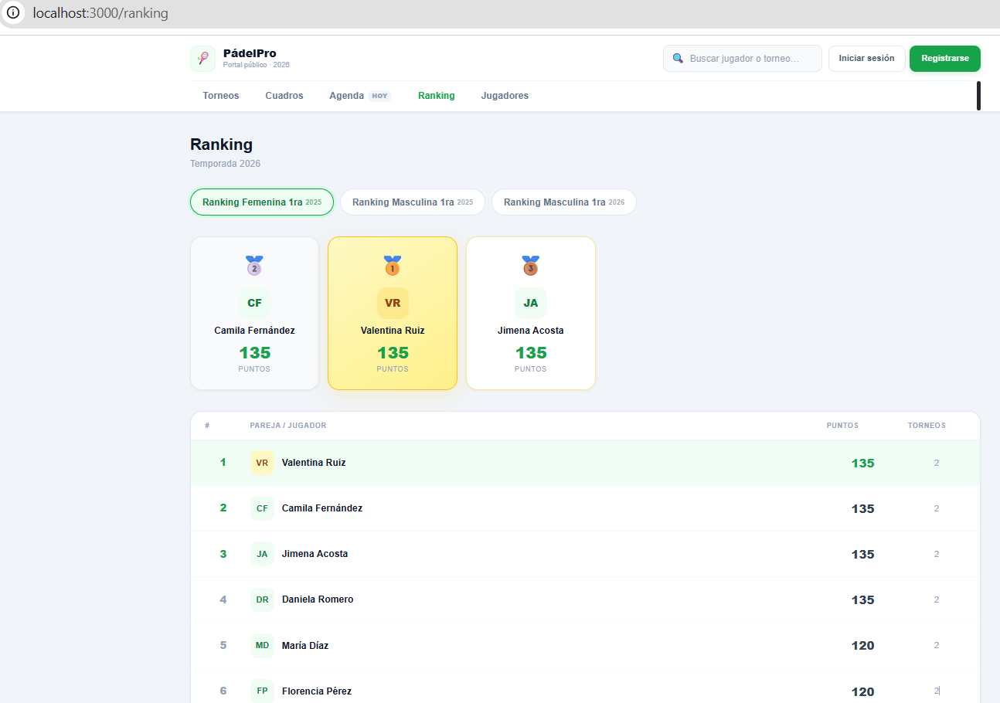 localhost:3000/ranking
PádelPro
Portal público · 2026
Buscar jugador o torneo...
Iniciar sesión
Registrarse
Torneos Cuadros Agenda HOY Ranking Jugadores
Ranking
Temporada 2026
Ranking Femenina 1ra 2025
Ranking Masculina 1ra 2025
Ranking Masculina 1ra 2026
2
CF
Camila Fernández
135
PUNTOS
1
VR
Valentina Ruiz
135
PUNTOS
3
JA
Jimena Acosta
135
PUNTOS
# PAREJA / JUGADOR PUNTOS TORNEOS
1 VR Valentina Ruiz 135 2
2 CF Camila Fernández 135 2
3 JA Jimena Acosta 135 2
4 DR Daniela Romero 135 2
5 MD María Díaz 120 2
6 FP Florencia Pérez 120 2